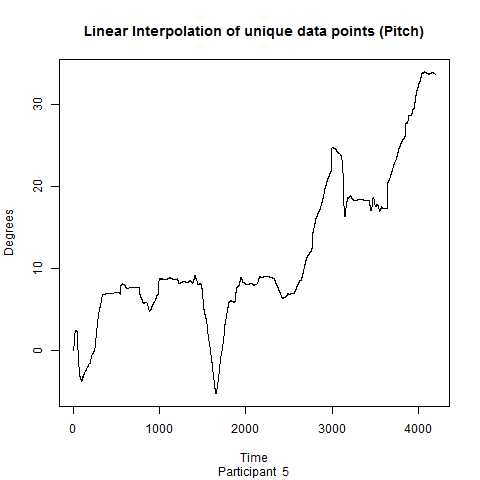 Linear Interpolation of unique data points (Pitch)
30
20
10
0
Degrees
0 1000 2000 3000 4000
Time
Participant 5